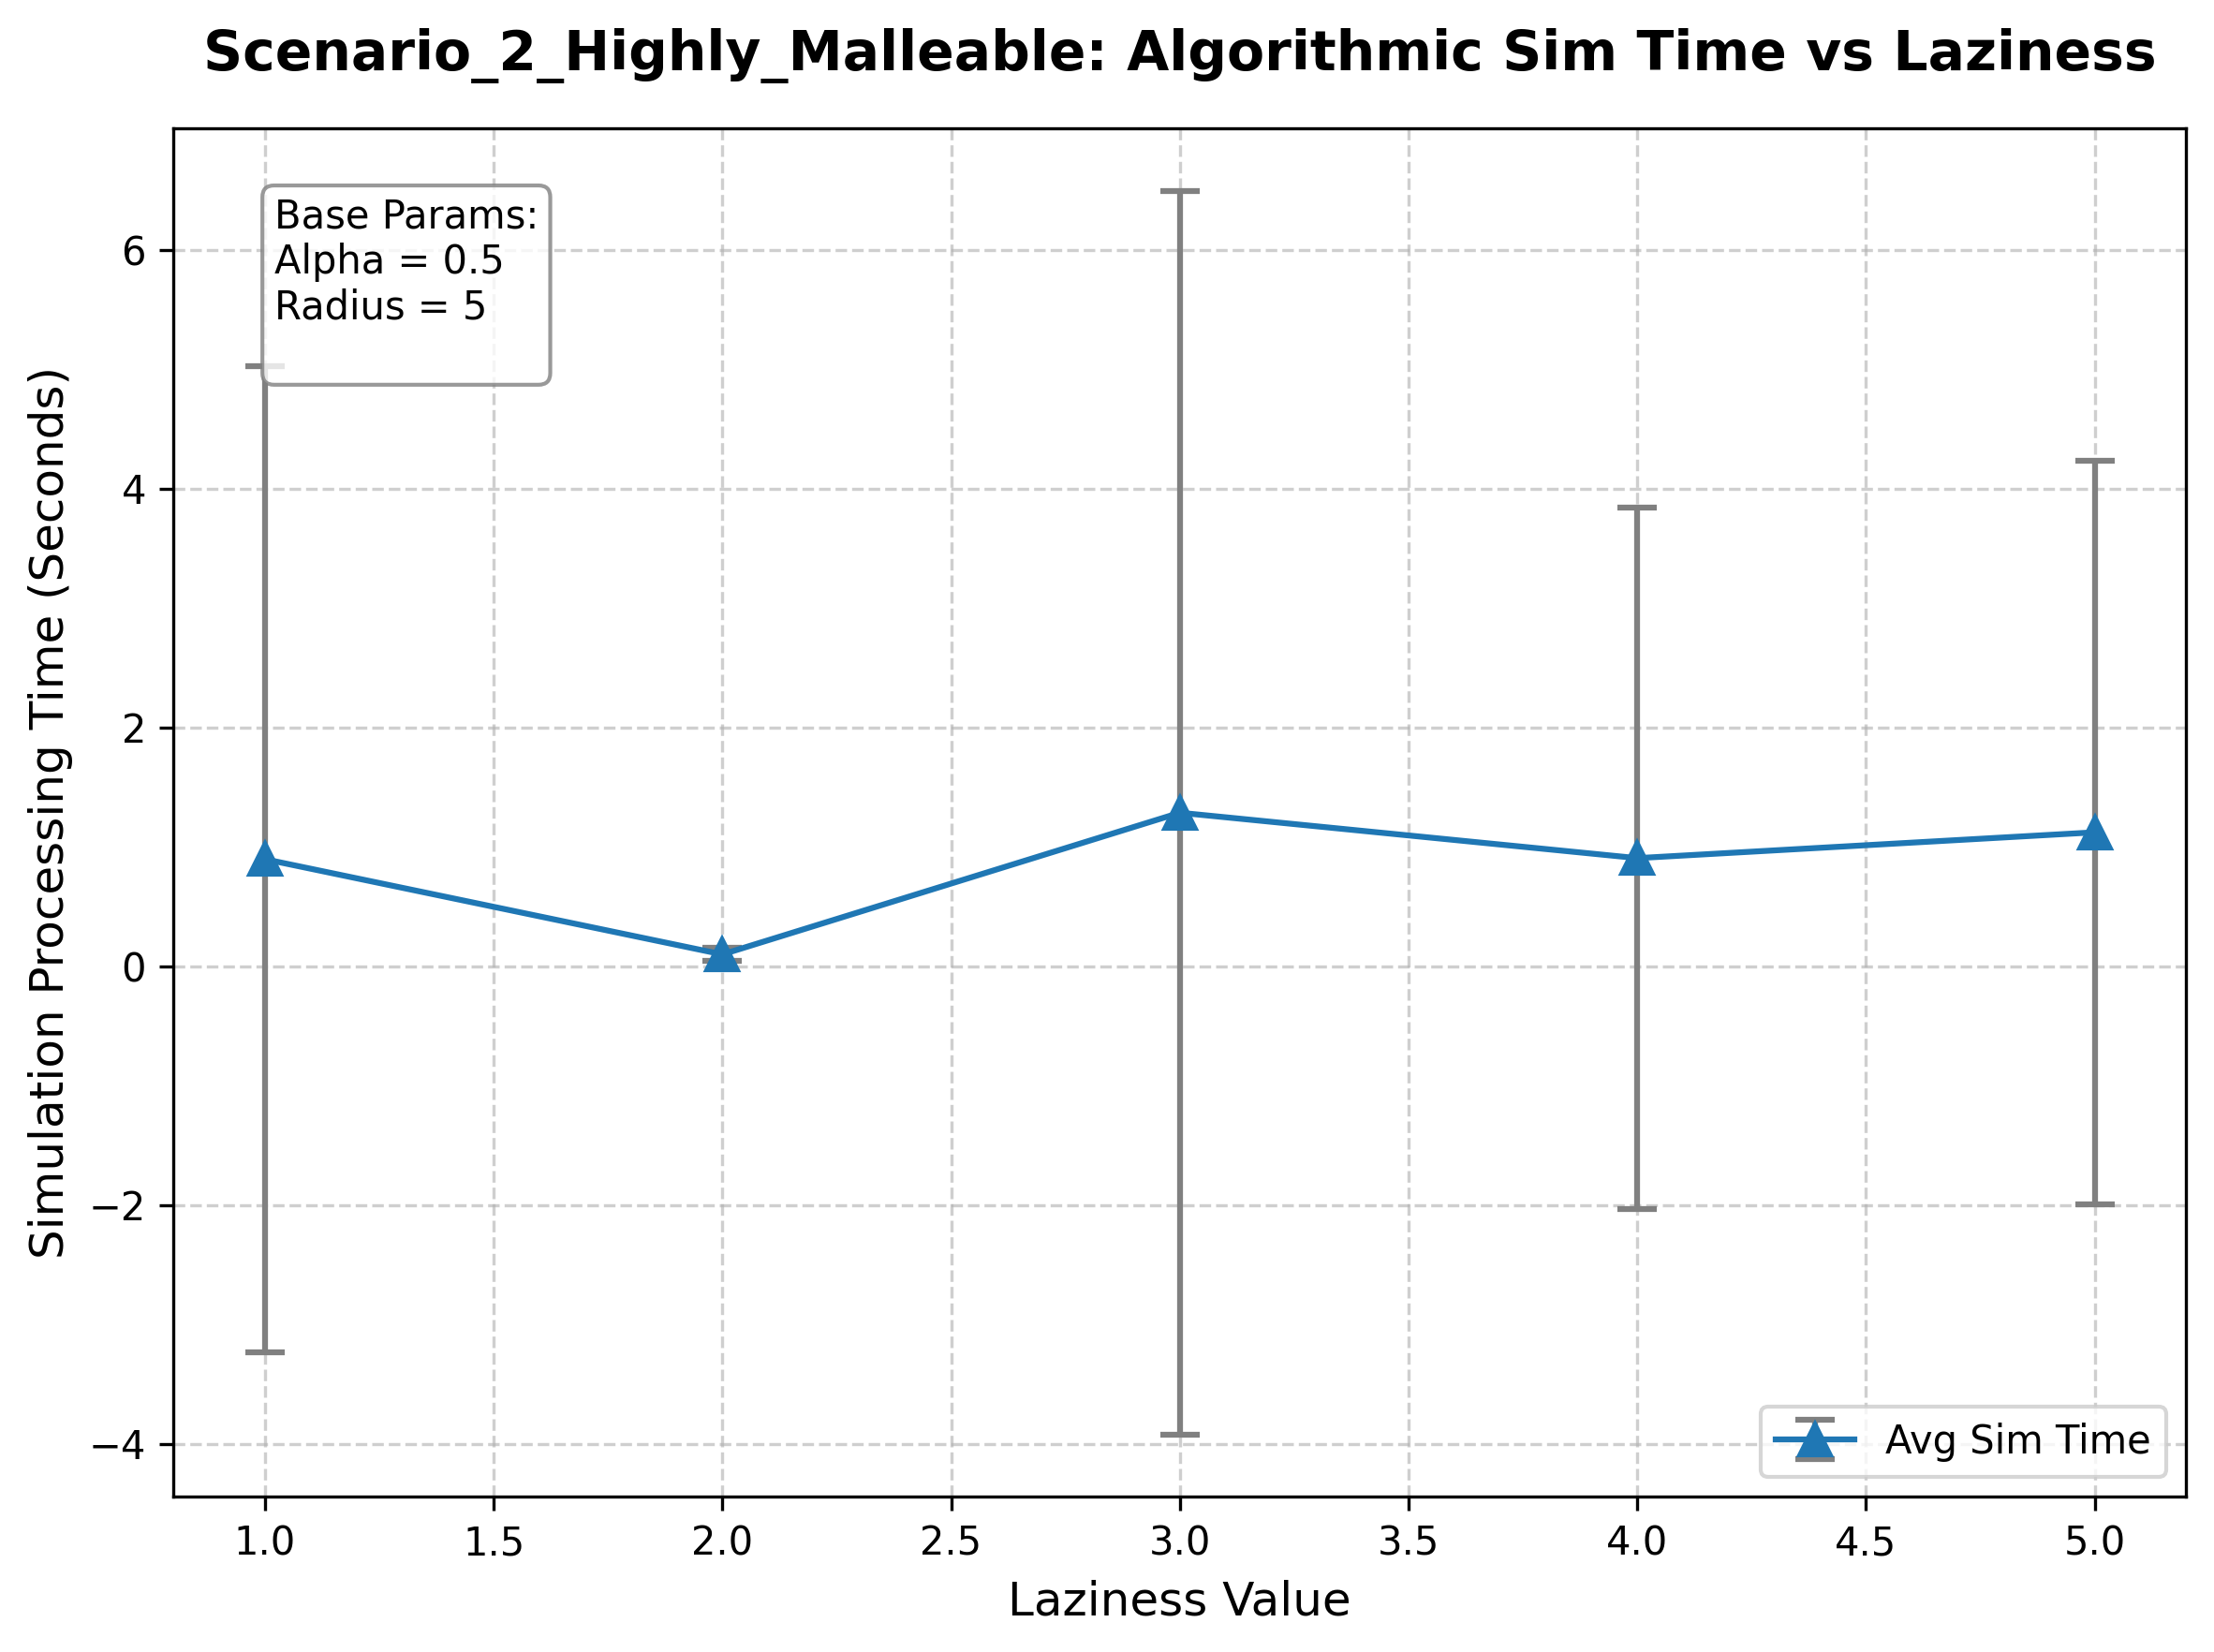 Scenario_2_Highly_Malleable: Algorithmic Sim Time vs Laziness
Base Params:
Alpha = 0.5
Radius = 5
Simulation Processing Time (Seconds)
6
4
2
0
−2
−4
Avg Sim Time
1.0 1.5 2.0 2.5 3.0 3.5 4.0 4.5 5.0
Laziness Value